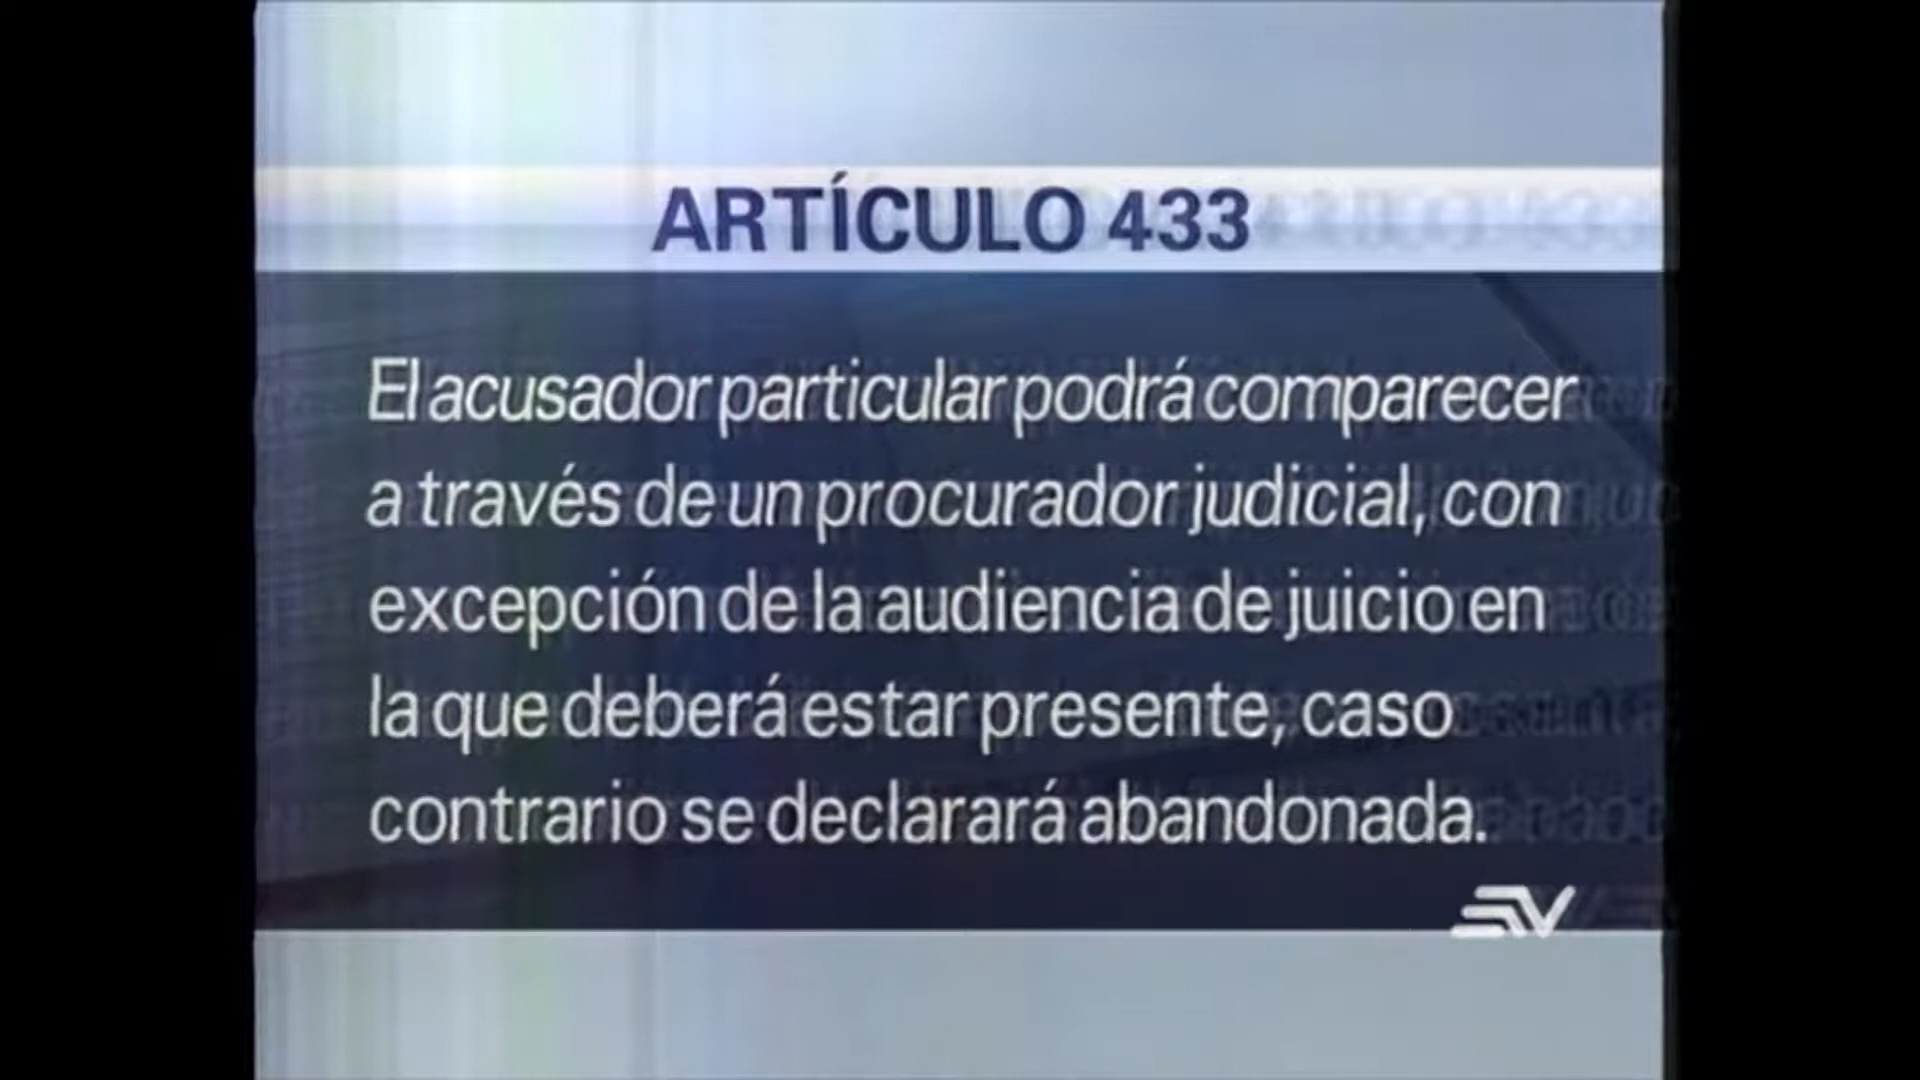 ARTÍCULO 433
El acusador particular podrá comparecer
a través de un procurador judicial, con
excepción de la audiencia de juicio en
la que deberá estar presente, caso
contrario se declarará abandonada.